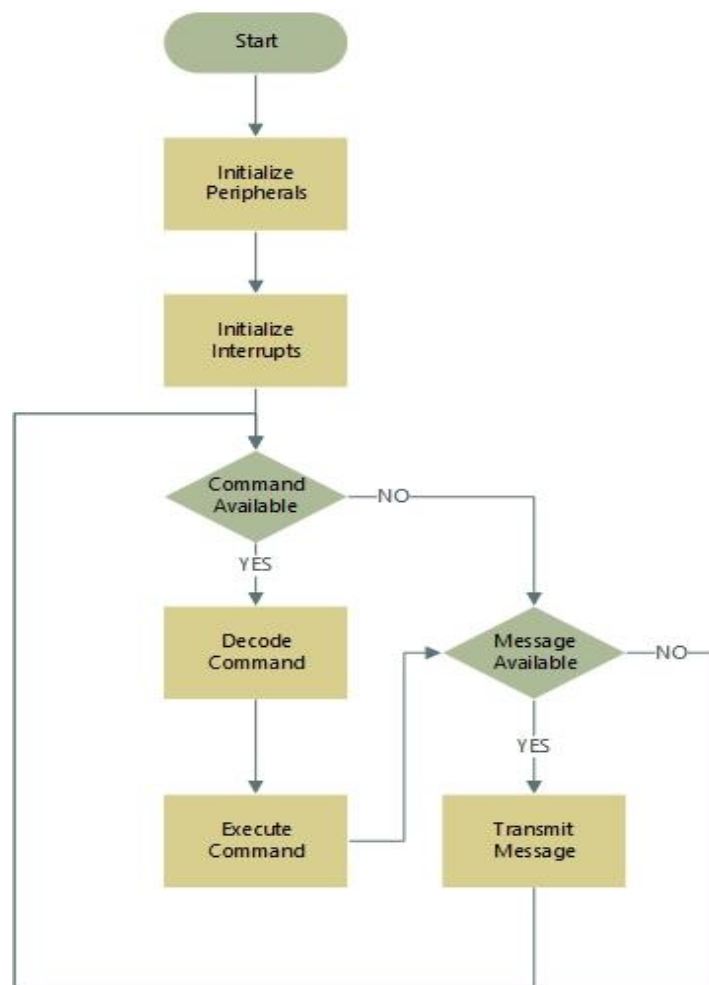 Start
Initialize
Peripherals
Initialize
Interrupts
Command
Available
NO
YES
Decode
Command
Message
Available
NO
YES
Execute
Command
Transmit
Message